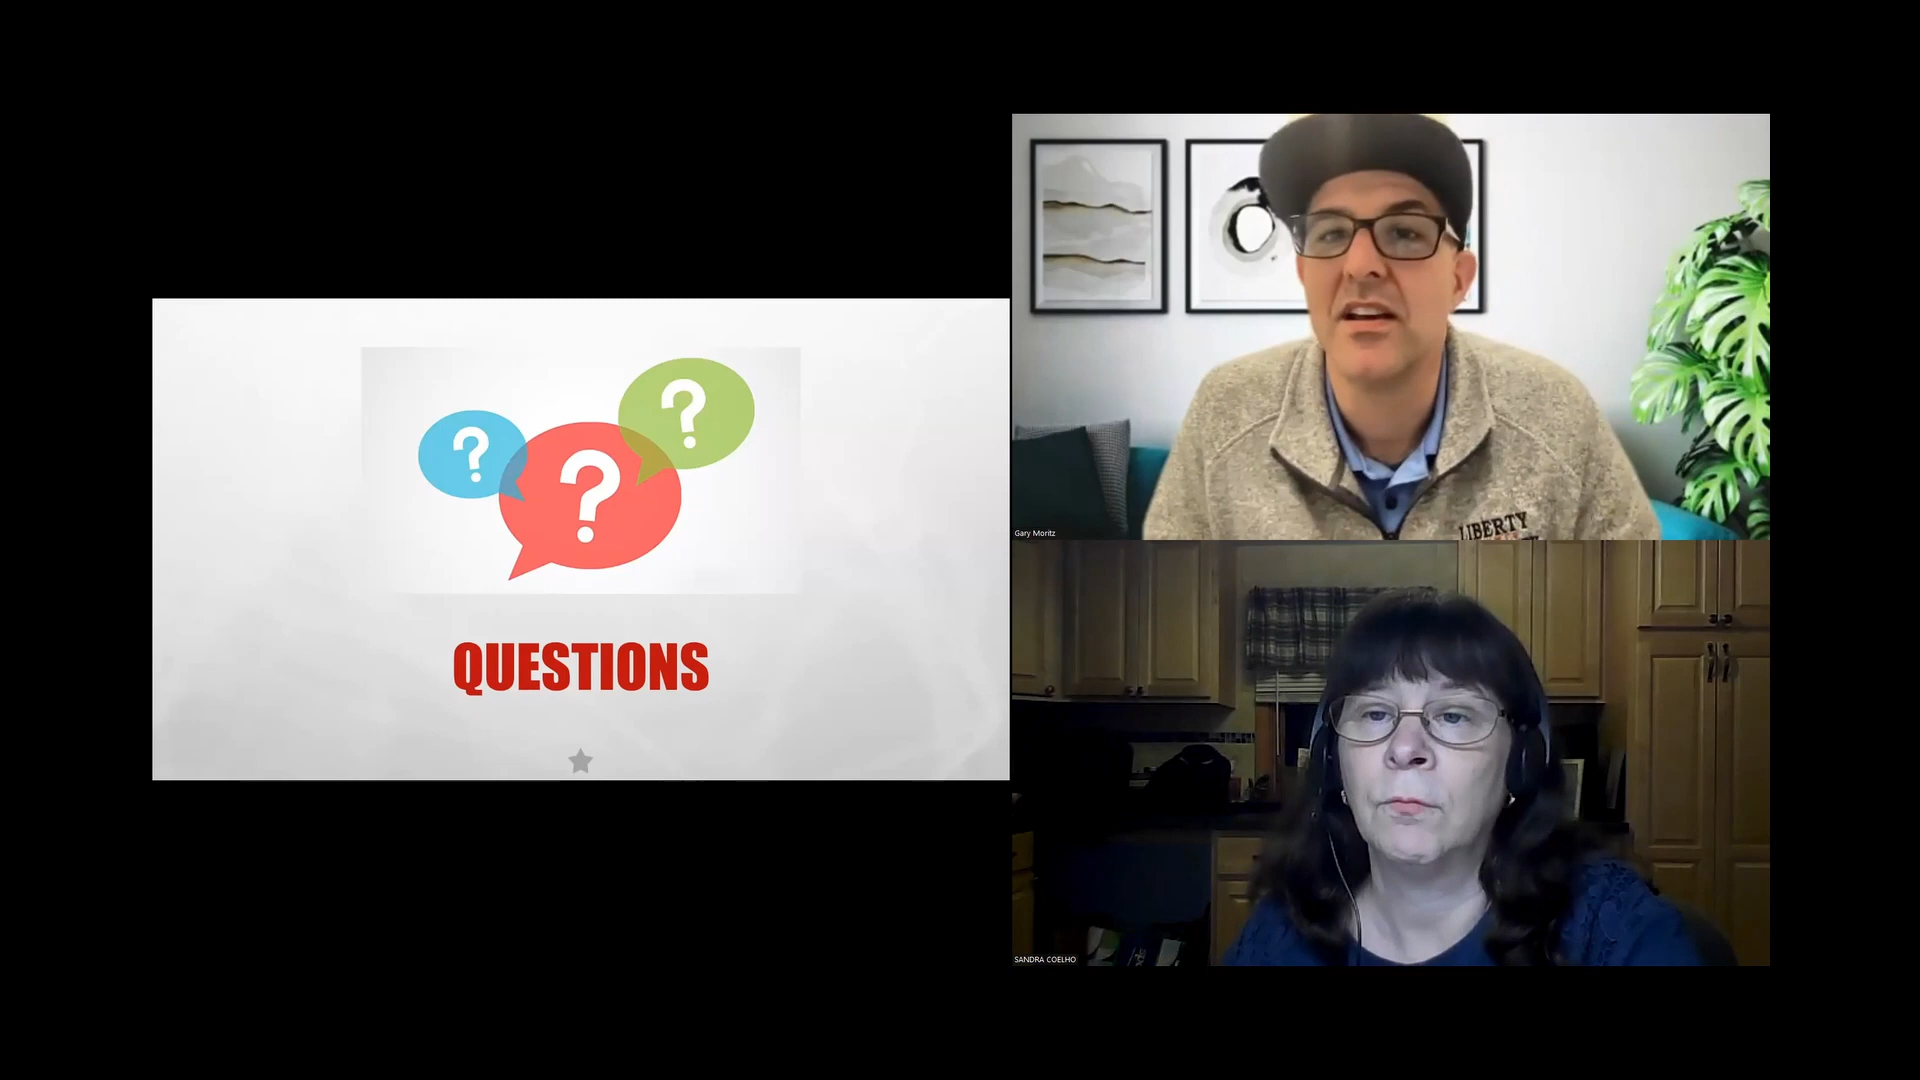 ?
?
?
QUESTIONS
LIBERTY
Gary Moritz
SANDRA COELHO